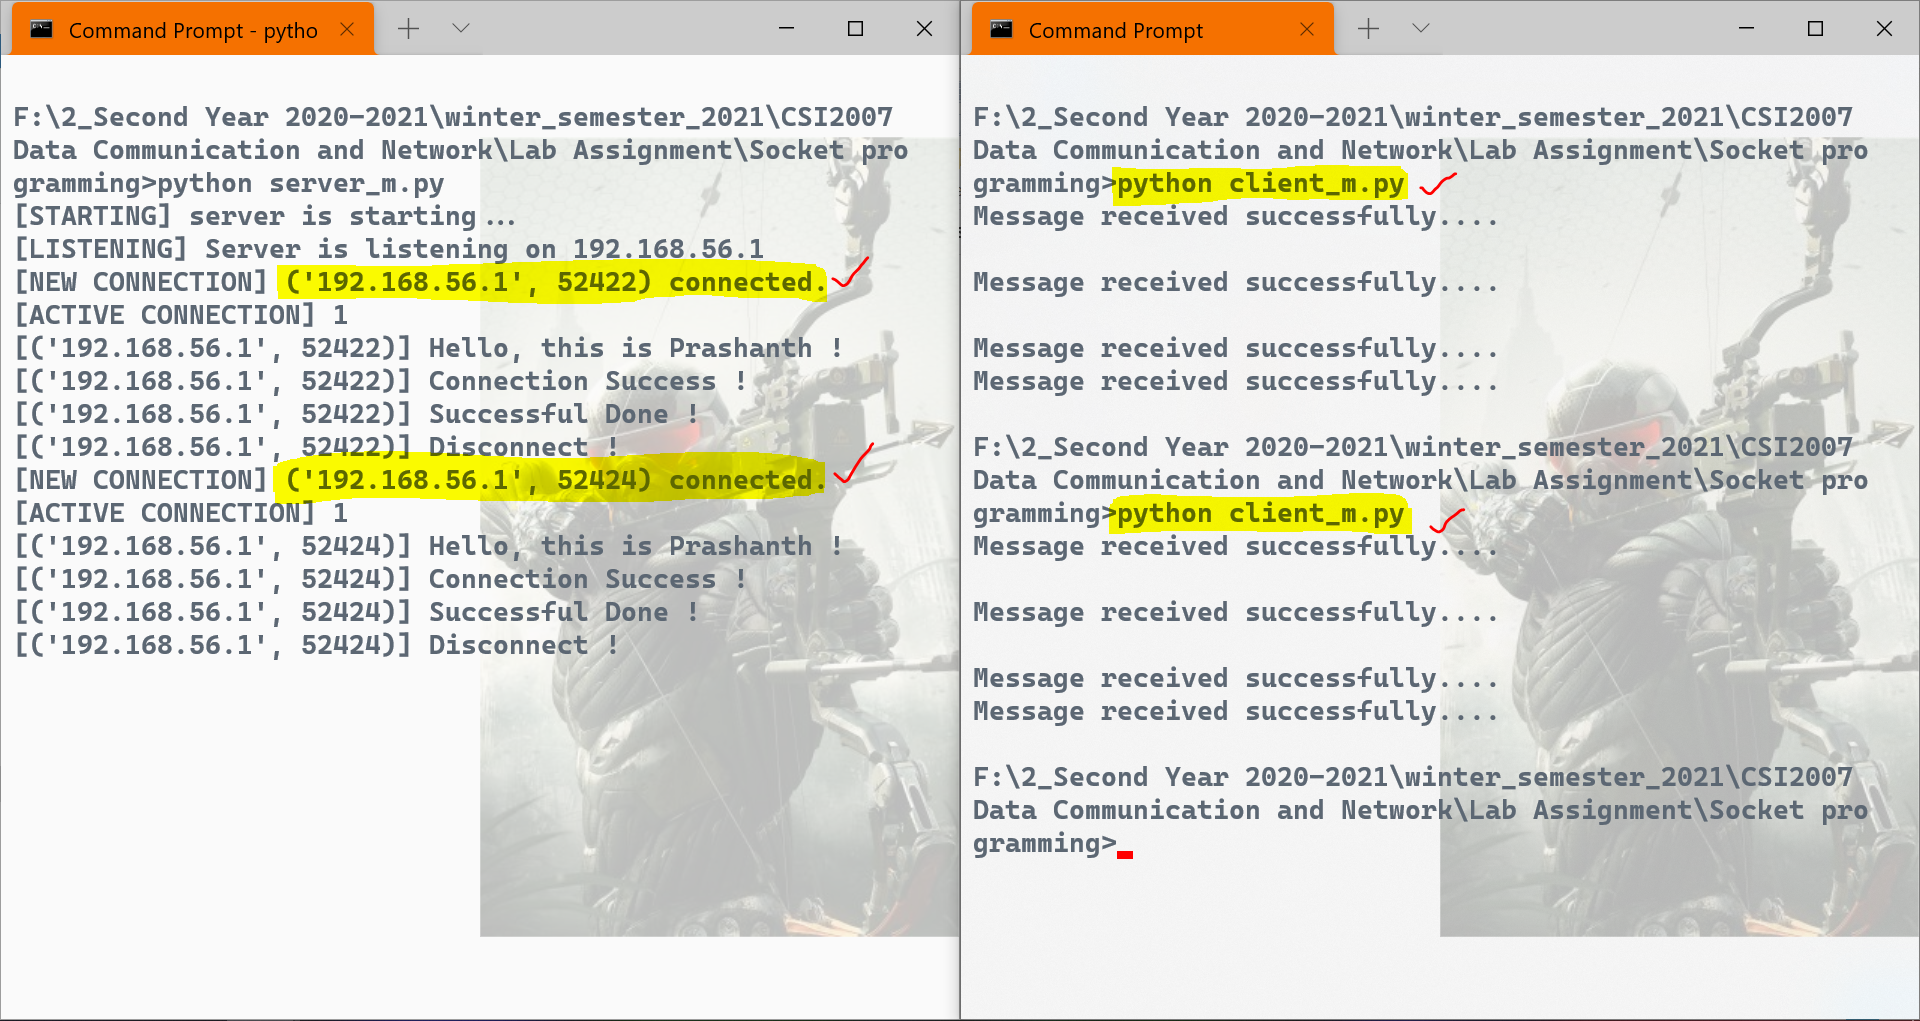 Command Prompt - pytho
F:\2_Second Year 2020-2021\winter_semester_2021\CSI2007
Data Communication and Network\Lab Assignment\Socket pro
gramming>python server_m.py
[STARTING] server is starting...
[LISTENING] Server is listening on 192.168.56.1
[NEW CONNECTION] ('192.168.56.1', 52422) connected.
[ACTIVE CONNECTION] 1
[('192.168.56.1', 52422)] Hello, this is Prashanth !
[('192.168.56.1', 52422)] Connection Success !
[('192.168.56.1', 52422)] Successful Done !
[('192.168.56.1', 52422)] Disconnect !
[NEW CONNECTION] ('192.168.56.1', 52424) connected.
[ACTIVE CONNECTION] 1
[('192.168.56.1', 52424)] Hello, this is Prashanth !
[('192.168.56.1', 52424)] Connection Success !
[('192.168.56.1', 52424)] Successful Done !
[('192.168.56.1', 52424)] Disconnect !
Command Prompt
F:\2_Second Year 2020-2021\winter_semester_2021\CSI2007
Data Communication and Network\Lab Assignment\Socket pro
gramming>python client_m.py
Message received successfully....
Message received successfully....
Message received successfully....
Message received successfully....
F:\2_Second Year 2020-2021\winter_semester_2021\CSI2007
Data Communication and Network\Lab Assignment\Socket pro
gramming>python client_m.py
Message received successfully....
Message received successfully....
Message received successfully....
Message received successfully....
F:\2_Second Year 2020-2021\winter_semester_2021\CSI2007
Data Communication and Network\Lab Assignment\Socket pro
gramming>